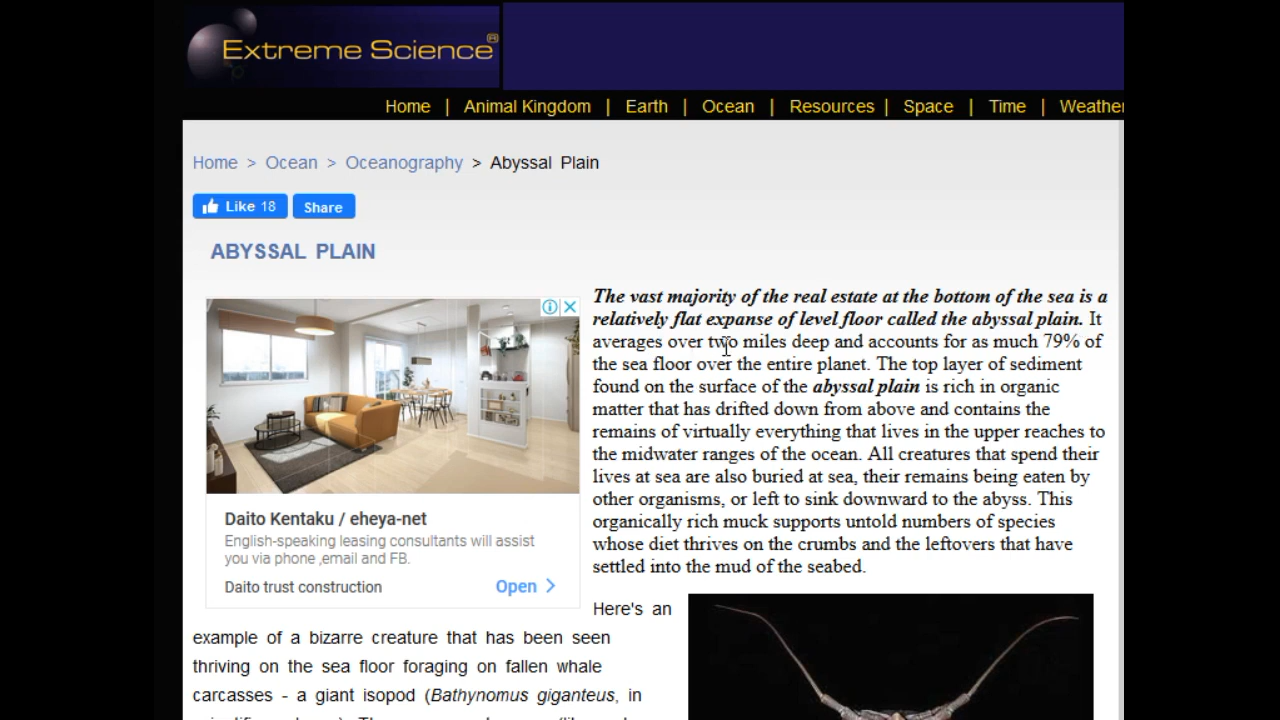 Extreme Science®
Home | Animal Kingdom | Earth | Ocean | Resources | Space | Time | Weather
Home > Ocean > Oceanography > Abyssal Plain
Like 18 Share
ABYSSAL PLAIN
The vast majority of the real estate at the bottom of the sea is a
relatively flat expanse of level floor called the abyssal plain. It
averages over two miles deep and accounts for as much 79% of
the sea floor over the entire planet. The top layer of sediment
found on the surface of the abyssal plain is rich in organic
matter that has drifted down from above and contains the
remains of virtually everything that lives in the upper reaches to
the midwater ranges of the ocean. All creatures that spend their
lives at sea are also buried at sea, their remains being eaten by
other organisms, or left to sink downward to the abyss. This
organically rich muck supports untold numbers of species
whose diet thrives on the crumbs and the leftovers that have
settled into the mud of the seabed.
Daito Kentaku / eheya-net
English-speaking leasing consultants will assist
you via phone ,email and FB.
Daito trust construction Open
Here's an
example of a bizarre creature that has been seen
thriving on the sea floor foraging on fallen whale
carcasses - a giant isopod (Bathynomus giganteus, in